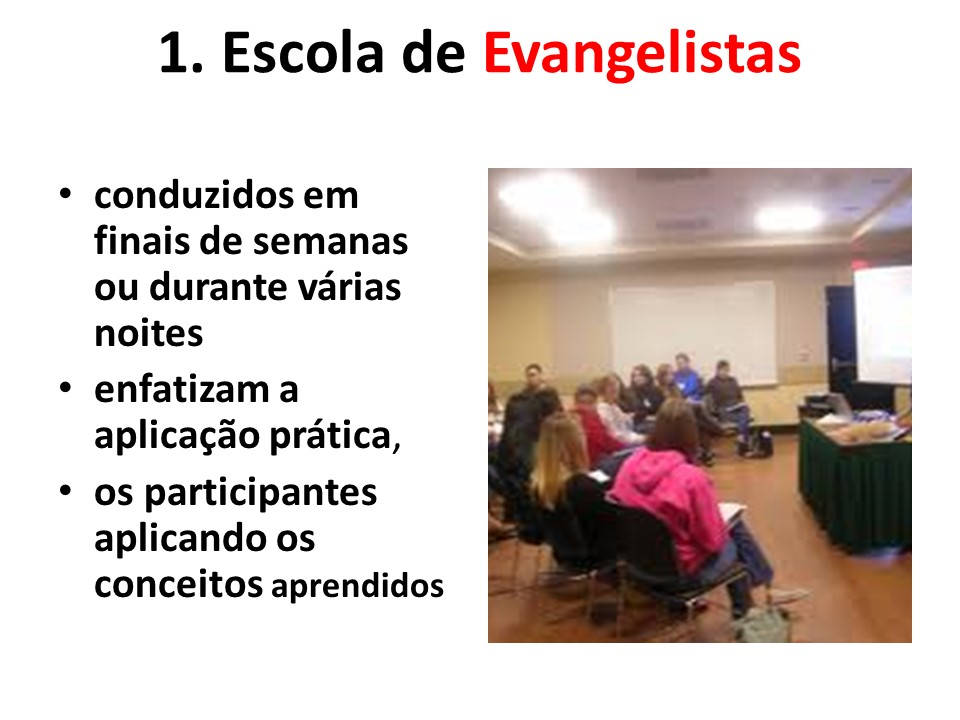 1. Escola de Evangelistas
• conduzidos em
finais de semanas
ou durante várias
noites
• enfatizam a
aplicação prática,
• os participantes
aplicando os
conceitos aprendidos